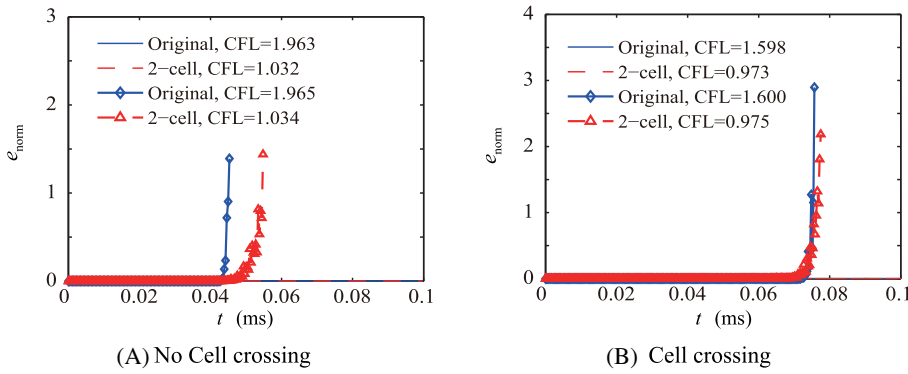 3
2
1
0
Original, CFL=1.963
2−cell, CFL=1.032
Original, CFL=1.965
2−cell, CFL=1.034
e_norm
0 0.02 0.04 0.06 0.08 0.1
t (ms)
(A) No Cell crossing
4
3
2
1
0
Original, CFL=1.598
2−cell, CFL=0.973
Original, CFL=1.600
2−cell, CFL=0.975
e_norm
0 0.02 0.04 0.06 0.08 0.1
t (ms)
(B) Cell crossing